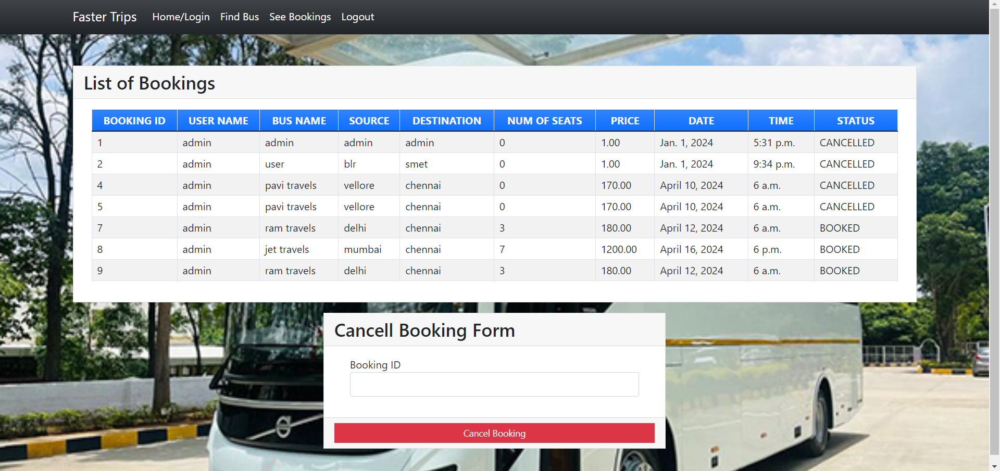 Faster Trips Home/Login Find Bus See Bookings Logout
List of Bookings
BOOKING ID USER NAME BUS NAME SOURCE DESTINATION NUM OF SEATS PRICE DATE TIME STATUS
1 admin admin admin admin 0 1.00 Jan. 1, 2024 5:31 p.m. CANCELLED
2 admin user blr smet 0 1.00 Jan. 1, 2024 9:34 p.m. CANCELLED
4 admin pavi travels vellore chennai 0 170.00 April 10, 2024 6 a.m. CANCELLED
5 admin pavi travels vellore chennai 0 170.00 April 10, 2024 6 a.m. CANCELLED
7 admin ram travels delhi chennai 3 180.00 April 12, 2024 6 a.m. BOOKED
8 admin jet travels mumbai chennai 7 1200.00 April 16, 2024 6 p.m. BOOKED
9 admin ram travels delhi chennai 3 180.00 April 12, 2024 6 a.m. BOOKED
Cancell Booking Form
Booking ID
Cancel Booking